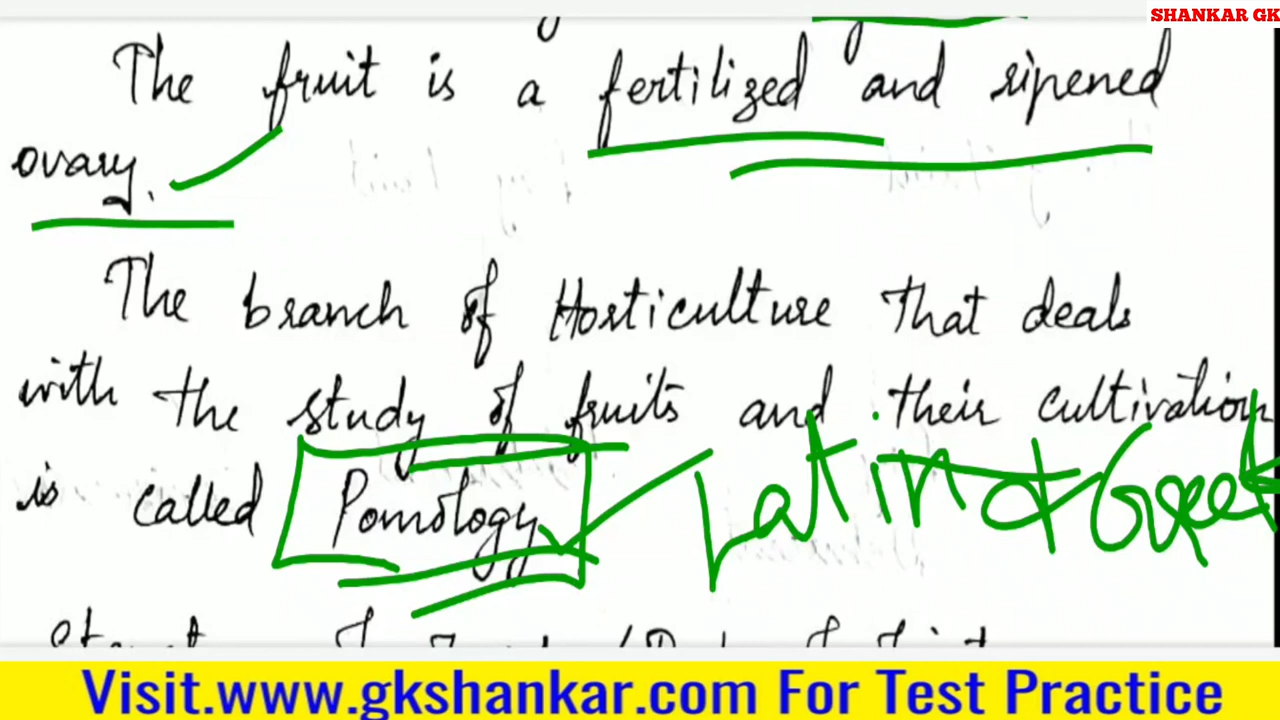 SHANKAR GK
The fruit is a fertilized and ripened
ovary.
The branch of Horticulture that deals
with the study of fruits and their cultivation
is called Pomology Latin & Greek
Visit.www.gkshankar.com For Test Practice